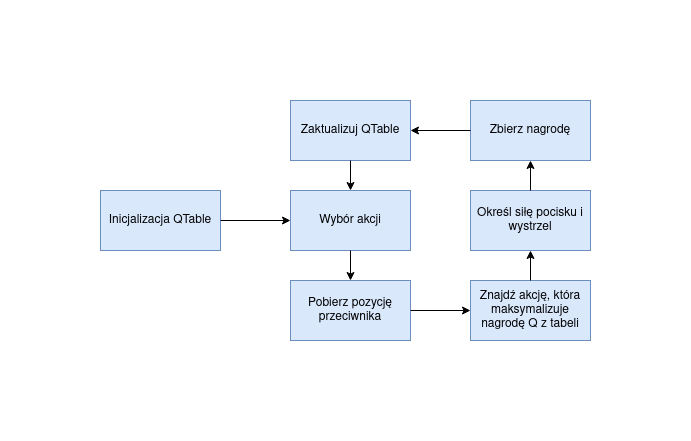 Zaktualizuj QTable
Zbierz nagrodę
Inicjalizacja QTable
Wybór akcji
Określ siłę pocisku i
wystrzel
Pobierz pozycję
przeciwnika
Znajdź akcję, która
maksymalizuje
nagrodę Q z tabeli